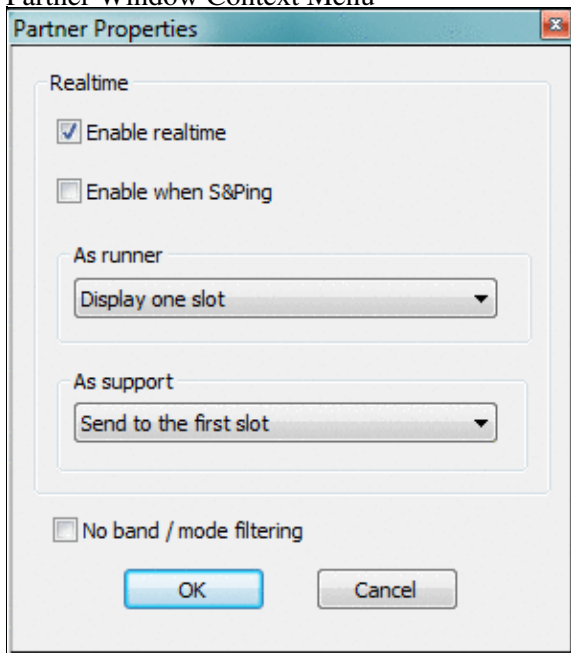 Partner Window Context Menu
Partner Properties
Realtime
Enable realtime
Enable when S&Ping
As runner
Display one slot
As support
Send to the first slot
No band / mode filtering
OK Cancel